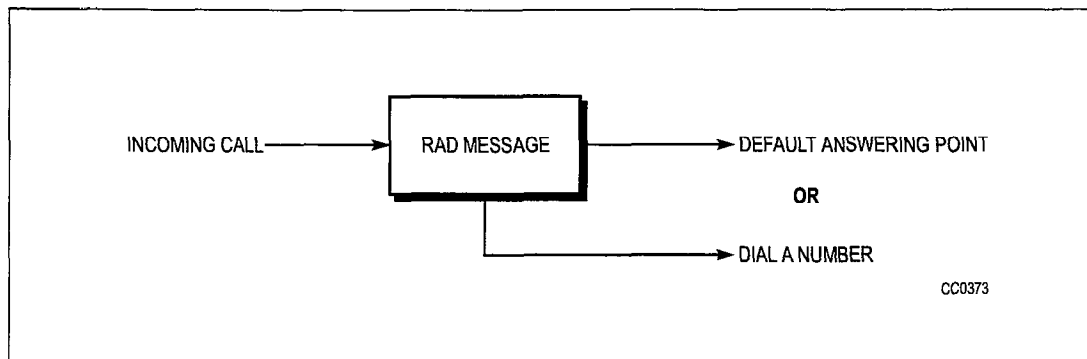 INCOMING CALL
RAD MESSAGE
DEFAULT ANSWERING POINT
OR
DIAL A NUMBER
CC0373